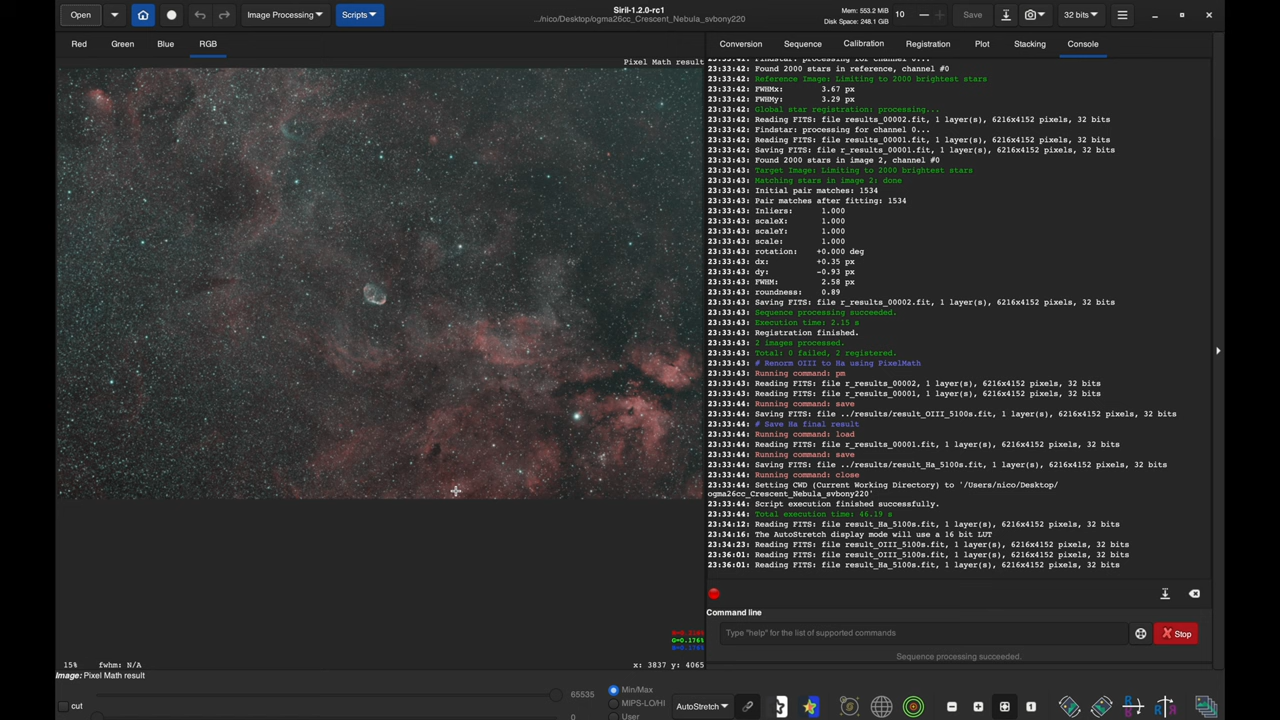 Open
Image Processing
Scripts
Siril-1.2.0-rc1
.../nico/Desktop/ogma26cc_Crescent_Nebula_svbony220
Mem: 553.2 MiB
Disk Space: 248.1 GiB
10
Save
32 bits
Red
Green
Blue
RGB
Conversion
Sequence
Calibration
Registration
Plot
Stacking
Console
Pixel Math result
23:33:42: Findstar: processing for channel 0...
23:33:42: Found 2000 stars in reference, channel #0
23:33:42: Reference Image: Limiting to 2000 brightest stars
23:33:42: FWHMx: 3.67 px
23:33:42: FWHMy: 3.29 px
23:33:42: Global star registration: processing...
23:33:42: Reading FITS: file results_00002.fit, 1 layer(s), 6216x4152 pixels, 32 bits
23:33:42: Findstar: processing for channel 0...
23:33:42: Reading FITS: file results_00001.fit, 1 layer(s), 6216x4152 pixels, 32 bits
23:33:42: Saving FITS: file r_results_00001.fit, 1 layer(s), 6216x4152 pixels, 32 bits
23:33:43: Found 2000 stars in image 2, channel #0
23:33:43: Target Image: Limiting to 2000 brightest stars
23:33:43: Matching stars in image 2: done
23:33:43: Initial pair matches: 1534
23:33:43: Pair matches after fitting: 1534
23:33:43: Inliers: 1.000
23:33:43: scaleX: 1.000
23:33:43: scaleY: 1.000
23:33:43: scale: 1.000
23:33:43: rotation: +0.000 deg
23:33:43: dx: +0.35 px
23:33:43: dy: -0.93 px
23:33:43: FWHM: 2.58 px
23:33:43: roundness: 0.89
23:33:43: Saving FITS: file r_results_00002.fit, 1 layer(s), 6216x4152 pixels, 32 bits
23:33:43: Sequence processing succeeded.
23:33:43: Execution time: 2.15 s
23:33:43: Registration finished.
23:33:43: 2 images processed.
23:33:43: Total: 0 failed, 2 registered.
23:33:43: # Renorm OIII to Ha using PixelMath
23:33:43: Running command: pm
23:33:43: Reading FITS: file r_results_00002, 1 layer(s), 6216x4152 pixels, 32 bits
23:33:43: Reading FITS: file r_results_00001, 1 layer(s), 6216x4152 pixels, 32 bits
23:33:44: Running command: save
23:33:44: Saving FITS: file ../results/result_OIII_5100s.fit, 1 layer(s), 6216x4152 pixels, 32 bits
23:33:44: # Save Ha final result
23:33:44: Running command: load
23:33:44: Reading FITS: file r_results_00001.fit, 1 layer(s), 6216x4152 pixels, 32 bits
23:33:44: Running command: save
23:33:44: Saving FITS: file ../results/result_Ha_5100s.fit, 1 layer(s), 6216x4152 pixels, 32 bits
23:33:44: Running command: close
23:33:44: Setting CWD (Current Working Directory) to '/Users/nico/Desktop/
ogma26cc_Crescent_Nebula_svbony220'
23:33:44: Script execution finished successfully.
23:33:44: Total execution time: 46.19 s
23:34:12: Reading FITS: file result_Ha_5100s.fit, 1 layer(s), 6216x4152 pixels, 32 bits
23:34:16: The AutoStretch display mode will use a 16 bit LUT
23:34:23: Reading FITS: file result_OIII_5100s.fit, 1 layer(s), 6216x4152 pixels, 32 bits
23:36:01: Reading FITS: file result_OIII_5100s.fit, 1 layer(s), 6216x4152 pixels, 32 bits
23:36:01: Reading FITS: file result_Ha_5100s.fit, 1 layer(s), 6216x4152 pixels, 32 bits
Command line
Type "help" for the list of supported commands
Stop
Sequence processing succeeded.
G=0.176%
15%
fwhm: N/A
x: 3837 y: 4065
Image: Pixel Math result
cut
65535
0
Min/Max
MIPS-LO/HI
User
AutoStretch
1